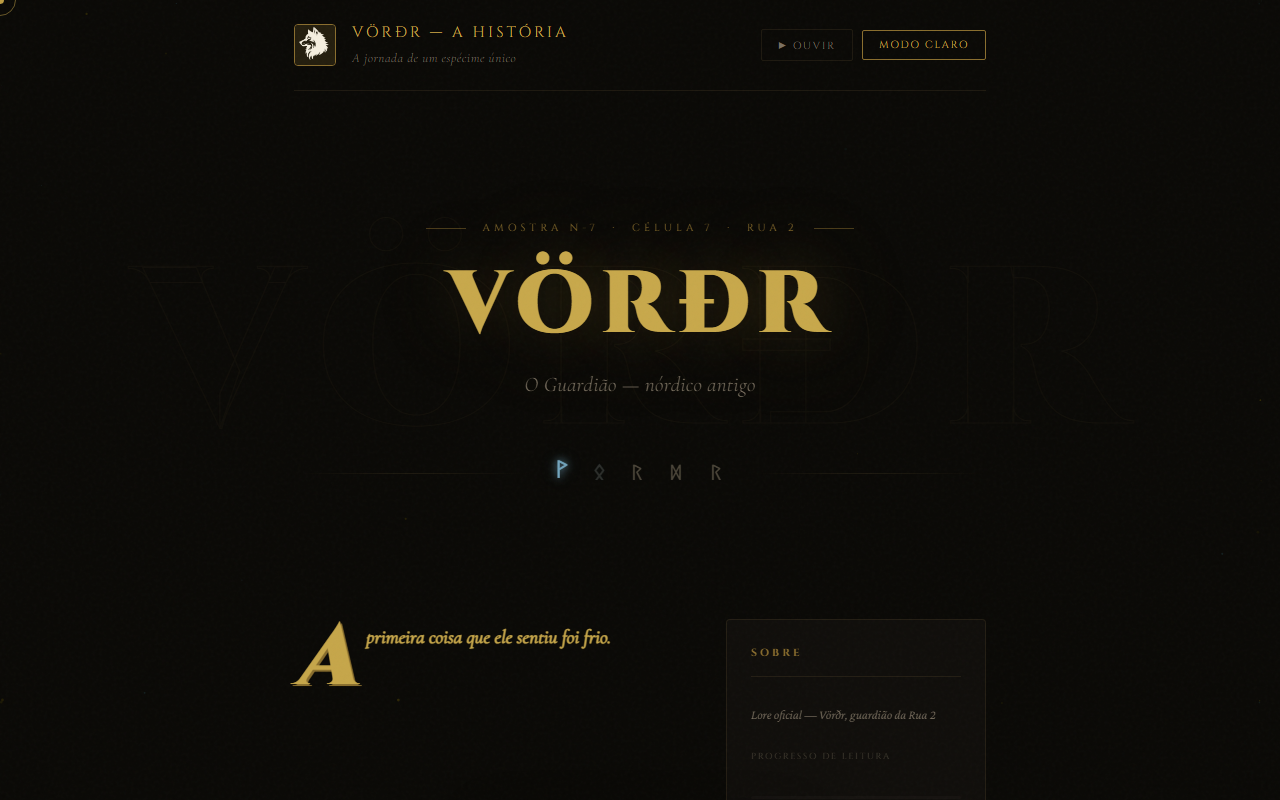 VÖRÐR — A HISTÓRIA
A jornada de um espécime único
▶ OUVIR
MODO CLARO
AMOSTRA N·7 · CÉLULA 7 · RUA 2
VÖRÐR
VÖRÐR
O Guardião — nórdico antigo
ᚹ ᛟ ᚱ ᛞ ᚱ
A primeira coisa que ele sentiu foi frio.
SOBRE
Lore oficial — Vörðr, guardião da Rua 2
PROGRESSO DE LEITURA